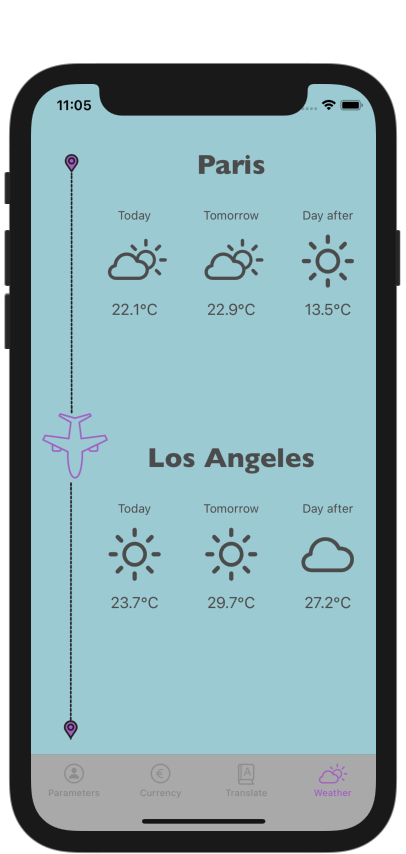 11:05
Paris
Today Tomorrow Day after
22.1°C 22.9°C 13.5°C
Los Angeles
Today Tomorrow Day after
23.7°C 29.7°C 27.2°C
€ A
Parameters Currency Translate Weather